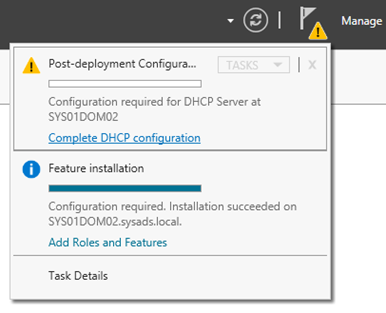 Manage
Post-deployment Configura...
TASKS
x
Configuration required for DHCP Server at
SYS01DOM02
Complete DHCP configuration
Feature installation
Configuration required. Installation succeeded on
SYS01DOM02.sysads.local.
Add Roles and Features
Task Details